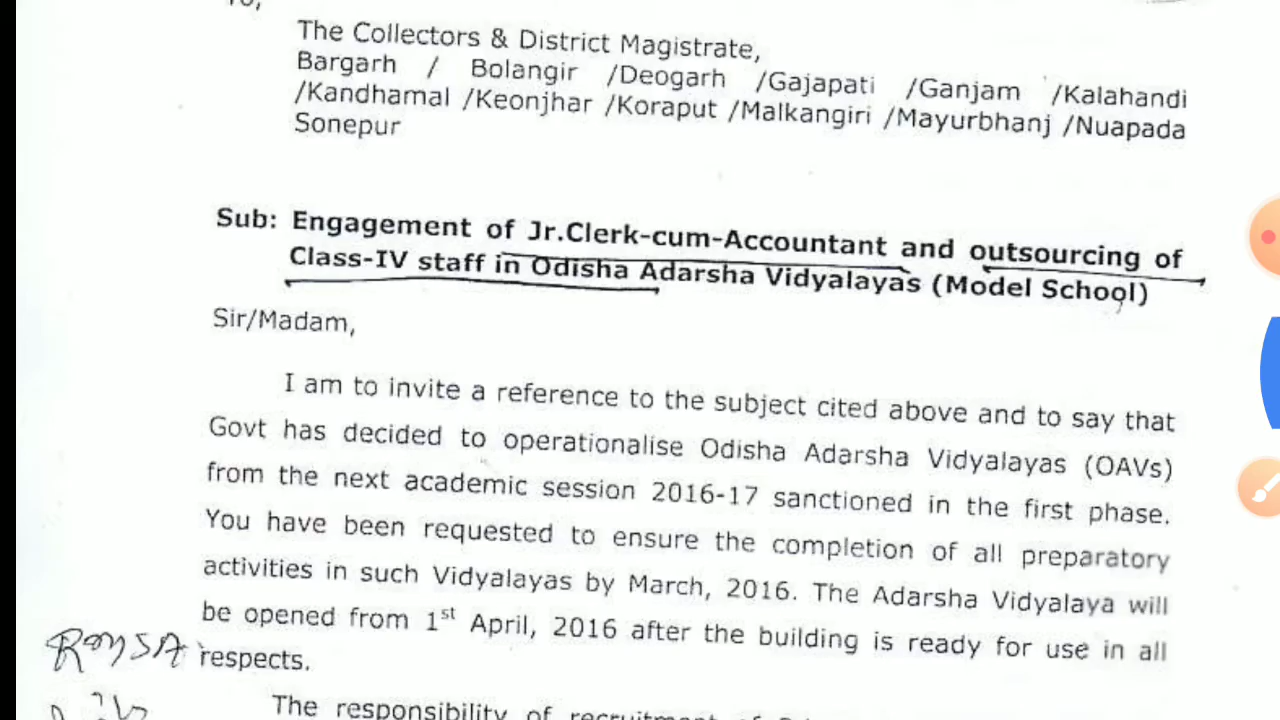 To,
The Collectors & District Magistrate,
Bargarh / Bolangir /Deogarh /Gajapati /Ganjam /Kalahandi
/Kandhamal /Keonjhar /Koraput /Malkangiri /Mayurbhanj /Nuapada
Sonepur
Sub: Engagement of Jr.Clerk-cum-Accountant and outsourcing of
Class-IV staff in Odisha Adarsha Vidyalayas (Model School)
Sir/Madam,
I am to invite a reference to the subject cited above and to say that
Govt has decided to operationalise Odisha Adarsha Vidyalayas (OAVs)
from the next academic session 2016-17 sanctioned in the first phase.
You have been requested to ensure the completion of all preparatory
activities in such Vidyalayas by March, 2016. The Adarsha Vidyalaya will
be opened from 1st April, 2016 after the building is ready for use in all
respects.
The responsibility of recruitment of